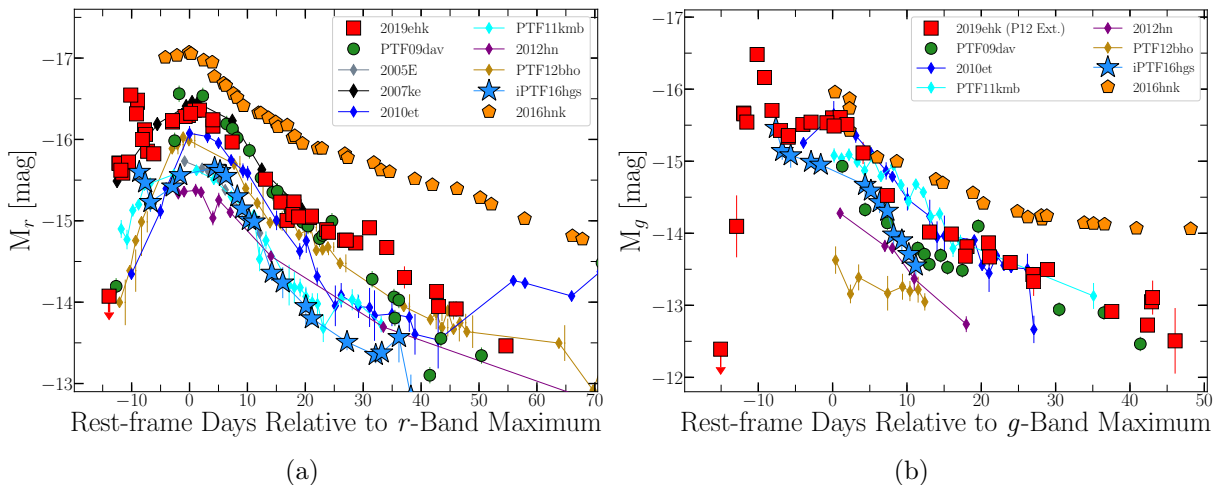 2019ehk
PTF09dav
2005E
2007ke
2010et
PTF11kmb
2012hn
PTF12bho
iPTF16hgs
2016hnk
−17
−16
−15
−14
−13
M_r [mag]
−10 0 10 20 30 40 50 60 70
Rest-frame Days Relative to r-Band Maximum
(a)
2019ehk (P12 Ext.)
PTF09dav
2010et
PTF11kmb
2012hn
PTF12bho
iPTF16hgs
2016hnk
−17
−16
−15
−14
−13
−12
M_g [mag]
−10 0 10 20 30 40 50
Rest-frame Days Relative to g-Band Maximum
(b)